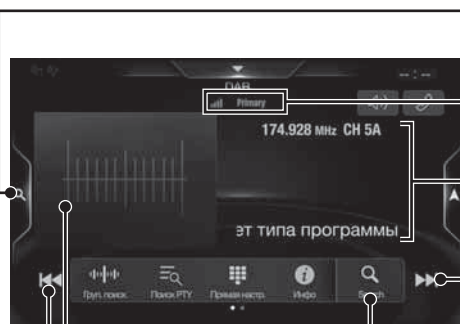 -- : --
DAB
Primary
174.928 MHz CH 5A
эт типа программы
Груп. поиск. Поиск PTY Прямая настр. Инфо Search